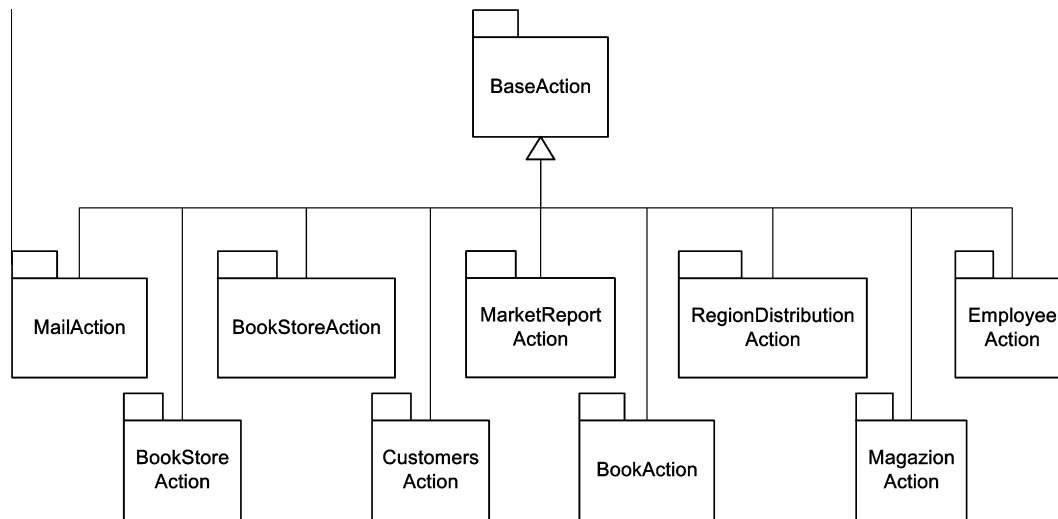 BaseAction
MailAction
BookStoreAction
MarketReport
Action
RegionDistribution
Action
Employee
Action
BookStore
Action
Customers
Action
BookAction
Magazion
Action